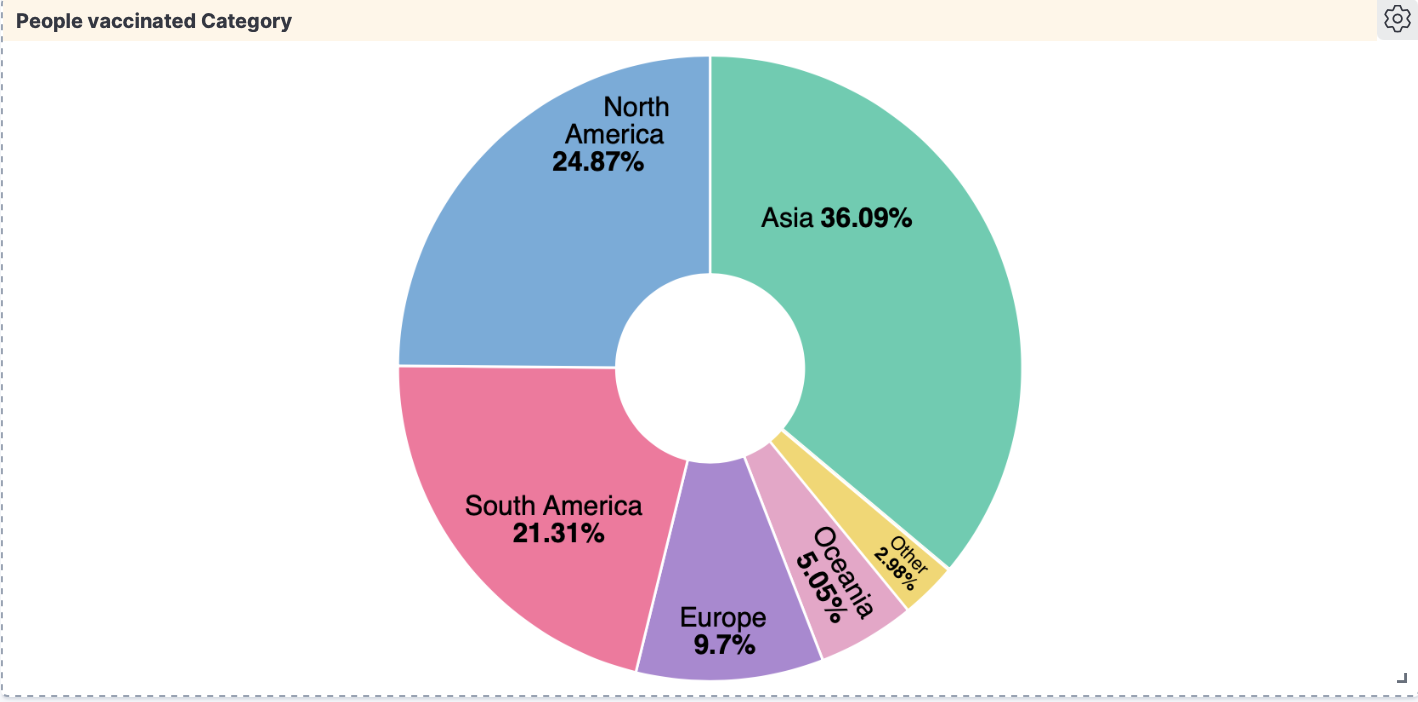 People vaccinated Category
North
America
24.87%
Asia 36.09%
South America
21.31%
Europe
9.7%
Oceania
5.05%
Other
2.98%